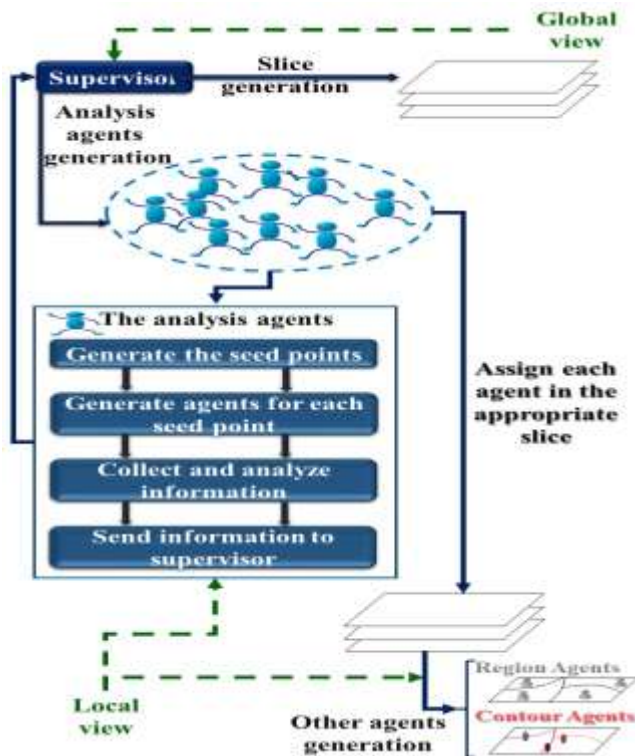 Global
view
Supervisor
Slice
generation
Analysis
agents
generation
The analysis agents
Generate the seed points
Generate agents for each
seed point
Collect and analyze
information
Send information to
supervisor
Assign each
agent in the
appropriate
slice
Local
view
Other agents
generation
Region Agents
Contour Agents